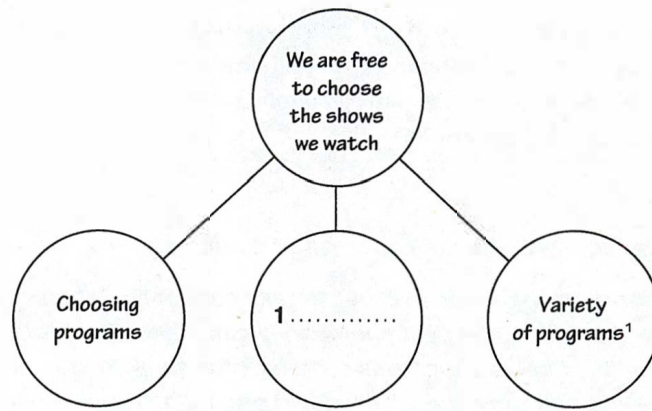 We are free
to choose
the shows
we watch
Choosing
programs
1..............
Variety
of programs¹